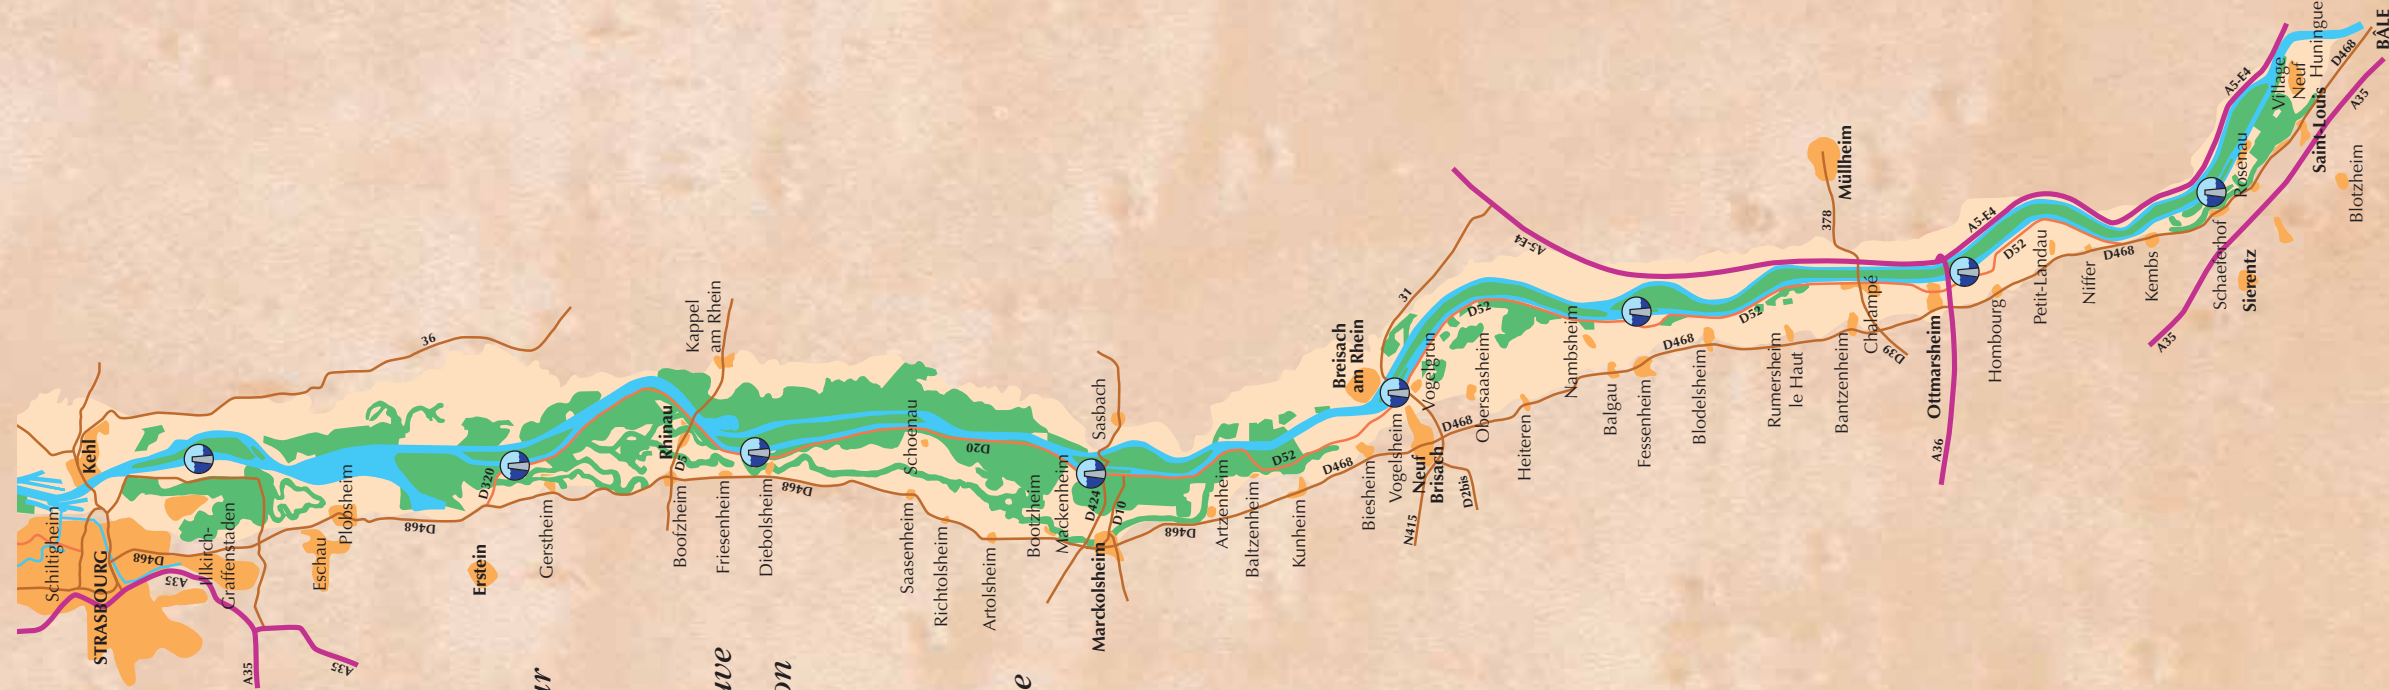 Schiltigheim
STRASBOURG
Kehl
D468
A35
Illkirch-
Graffenstaden
A35
A35
Eschau
Plobsheim
36
D468
Erstein
D320
Gerstheim
Rhinau
D5
Boofzheim
Kappel
am Rhein
Friesenheim
Diebolsheim
D468
Saasenheim
Schoenau
Richtolsheim
D20
Artolsheim
Bootzheim
Mackenheim
Sasbach
D424
D10
Marckolsheim
D468
Artzenheim
Baltzenheim
D52
Kunheim
D468
Breisach
am Rhein
Biesheim
Vogelsheim
31
N415
Neuf
Brisach
Vogelgrun
D468
D2bis
D52
Obersaasheim
A5-E4
Heiteren
Nambsheim
Balgau
Fessenheim
D468
Blodelsheim
D52
Rumersheim
le Haut
378
Müllheim
Bantzenheim
Chalampé
D39
Ottmarsheim
A36
A5-E4
Hombourg
D52
Petit-Landau
Niffer
D468
Kembs
A35
Schaeferhof
Sierentz
Rosenau
A5-E4
Village
Neuf
Huningue
Saint-Louis
D468
A35
Blotzheim
BÂLE
ur
uve
on
e